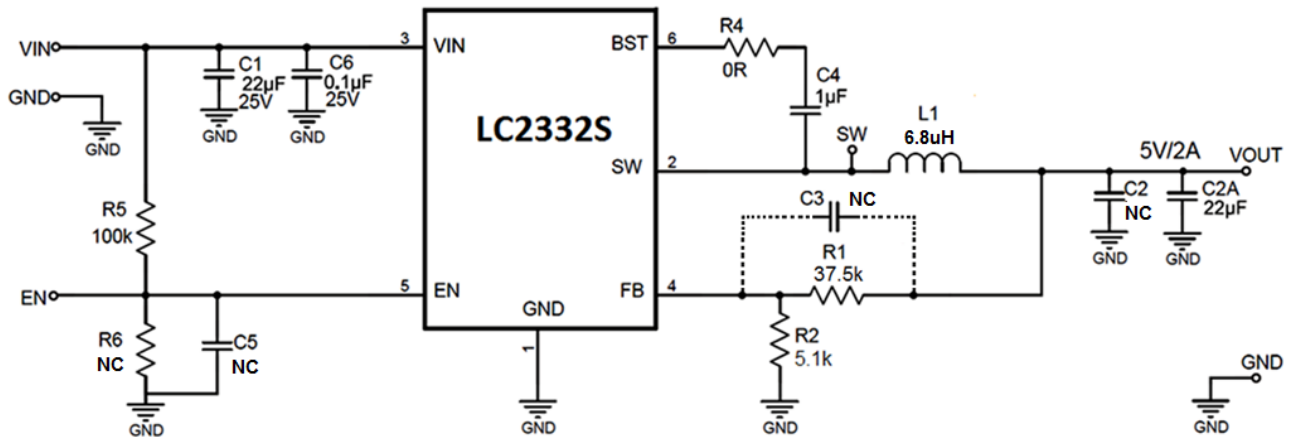 VIN
GND
GND
C1
22µF
25V
GND
C6
0.1µF
25V
GND
R5
100k
EN
R6
NC
C5
NC
GND
3
VIN
5
EN
LC2332S
BST
6
SW
2
FB
4
GND
1
GND
R4
0R
C4
1µF
SW
L1
6.8uH
C3
NC
R1
37.5k
R2
5.1k
GND
5V/2A
VOUT
C2
NC
GND
C2A
22µF
GND
GND
GND